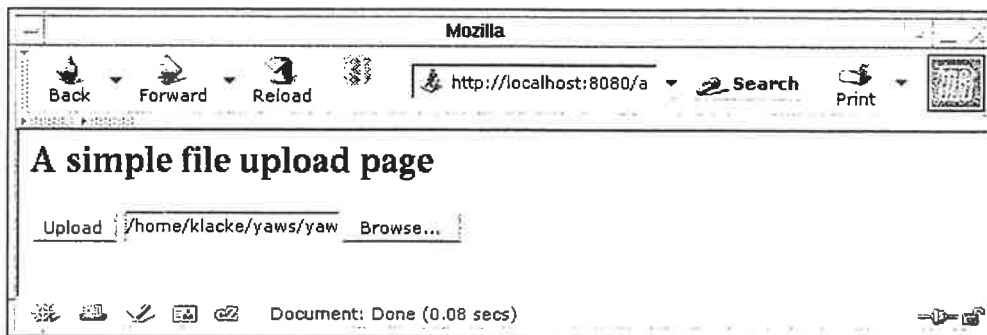 Mozilla
Back Forward Reload http://localhost:8080/a Search Print
A simple file upload page
Upload /home/klacke/yaws/yaw Browse...
Document: Done (0.08 secs)